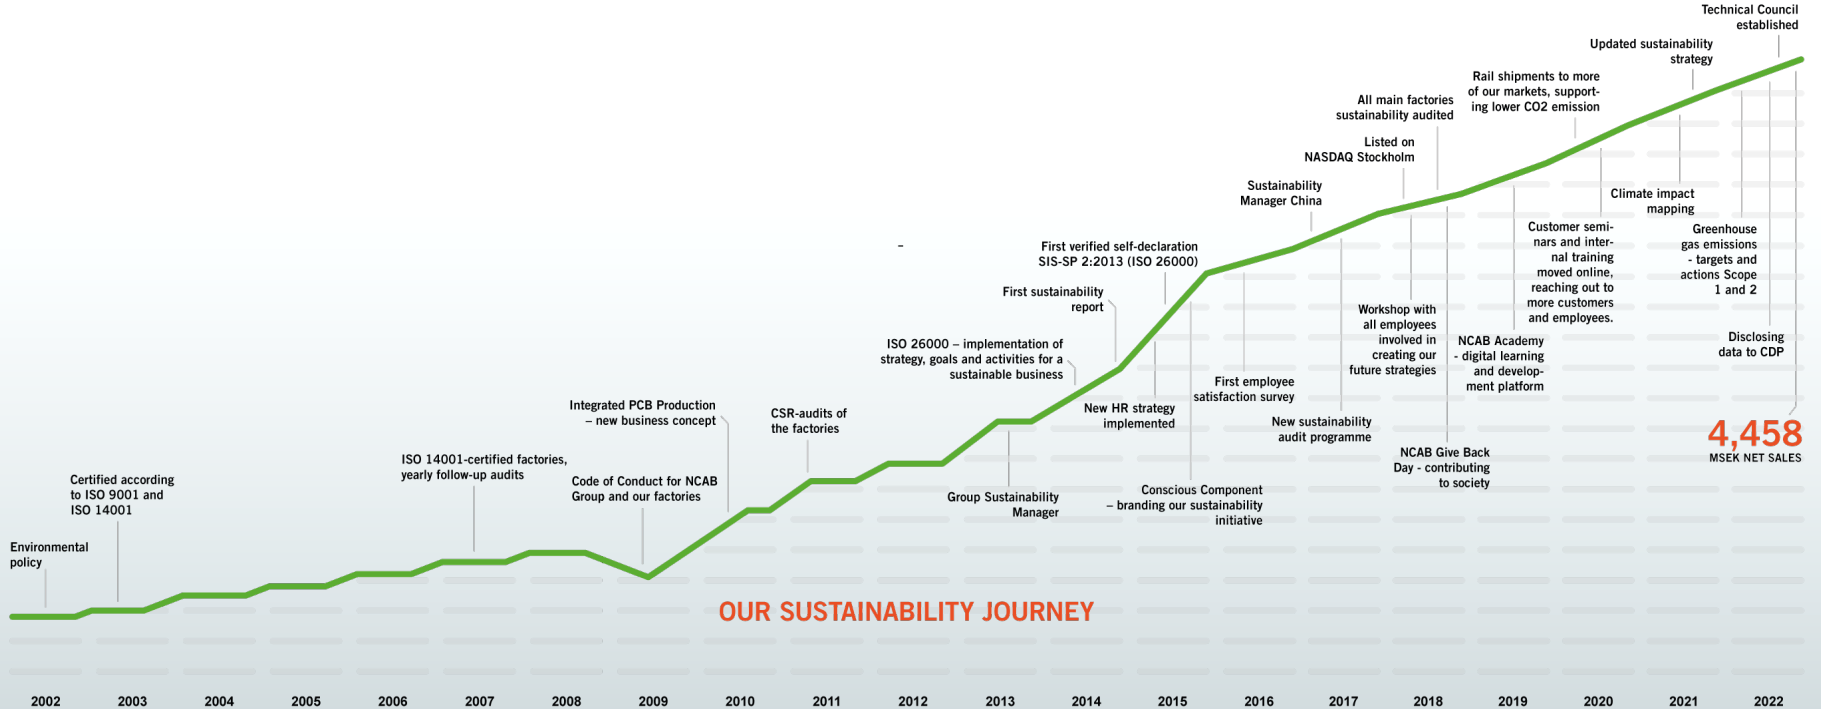 Environmental
policy
Certified according
to ISO 9001 and
ISO 14001
ISO 14001-certified factories,
yearly follow-up audits
Code of Conduct for NCAB
Group and our factories
Integrated PCB Production
– new business concept
CSR-audits of
the factories
ISO 26000 – implementation of
strategy, goals and activities for a
sustainable business
Group Sustainability
Manager
First sustainability
report
First verified self-declaration
SIS-SP 2:2013 (ISO 26000)
New HR strategy
implemented
Conscious Component
– branding our sustainability
initiative
First employee
satisfaction survey
Sustainability
Manager China
New sustainability
audit programme
Listed on
NASDAQ Stockholm
All main factories
sustainability audited
Workshop with
all employees
involved in
creating our
future strategies
NCAB Give Back
Day - contributing
to society
NCAB Academy
- digital learning
and develop-
ment platform
Rail shipments to more
of our markets, support-
ing lower CO2 emission
Customer semi-
nars and inter-
nal training
moved online,
reaching out to
more customers
and employees.
Updated sustainability
strategy
Climate impact
mapping
Technical Council
established
Greenhouse
gas emissions
- targets and
actions Scope
1 and 2
Disclosing
data to CDP
4,458
MSEK NET SALES
–
OUR SUSTAINABILITY JOURNEY
2002 2003 2004 2005 2006 2007 2008 2009 2010 2011 2012 2013 2014 2015 2016 2017 2018 2019 2020 2021 2022